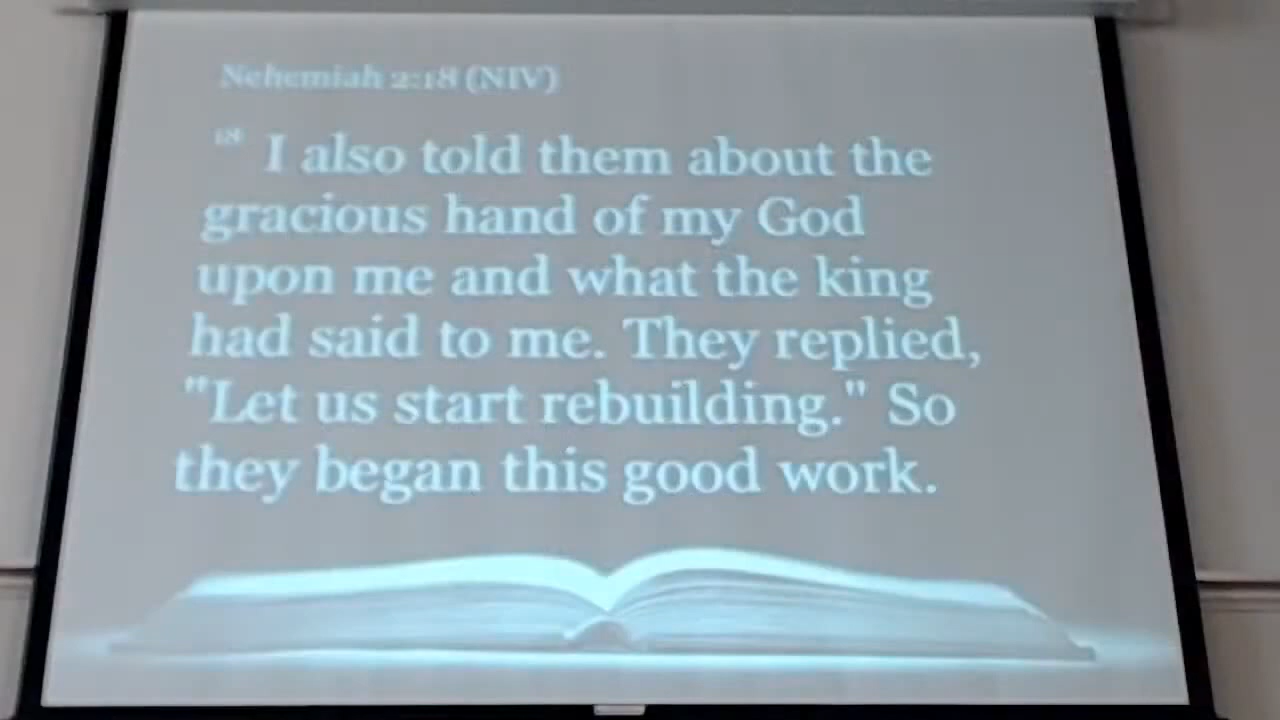 Nehemiah 2:18 (NIV)
18 I also told them about the
gracious hand of my God
upon me and what the king
had said to me. They replied,
"Let us start rebuilding." So
they began this good work.